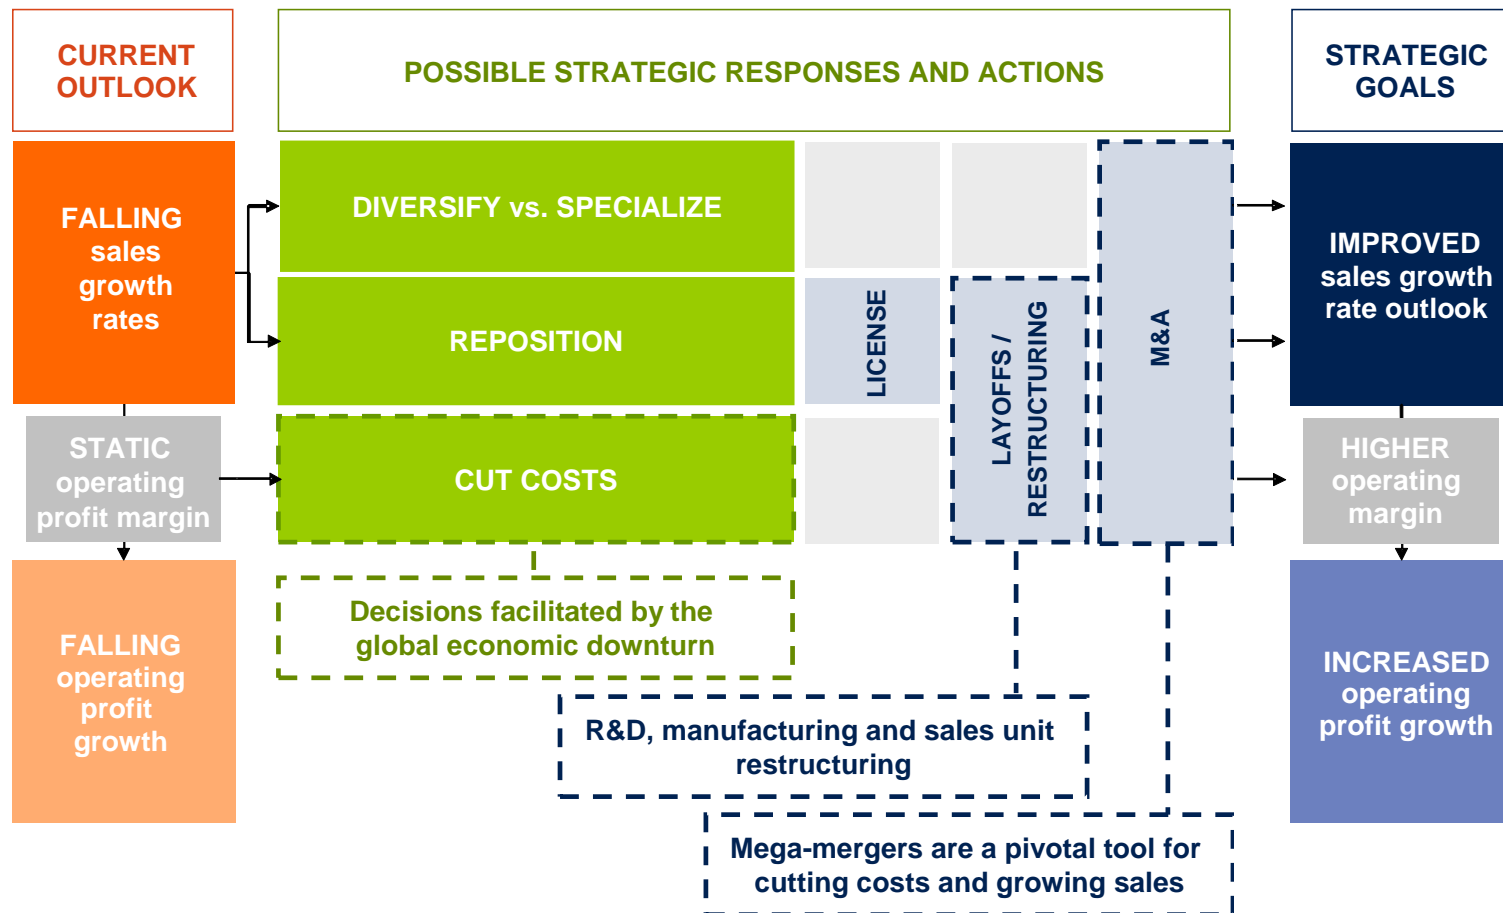 CURRENT
OUTLOOK
POSSIBLE STRATEGIC RESPONSES AND ACTIONS
STRATEGIC
GOALS
FALLING
sales
growth
rates
DIVERSIFY vs. SPECIALIZE
REPOSITION
LICENSE
LAYOFFS /
RESTRUCTURING
M&A
IMPROVED
sales growth
rate outlook
STATIC
operating
profit margin
CUT COSTS
HIGHER
operating
margin
FALLING
operating
profit
growth
Decisions facilitated by the
global economic downturn
INCREASED
operating
profit growth
R&D, manufacturing and sales unit
restructuring
Mega-mergers are a pivotal tool for
cutting costs and growing sales